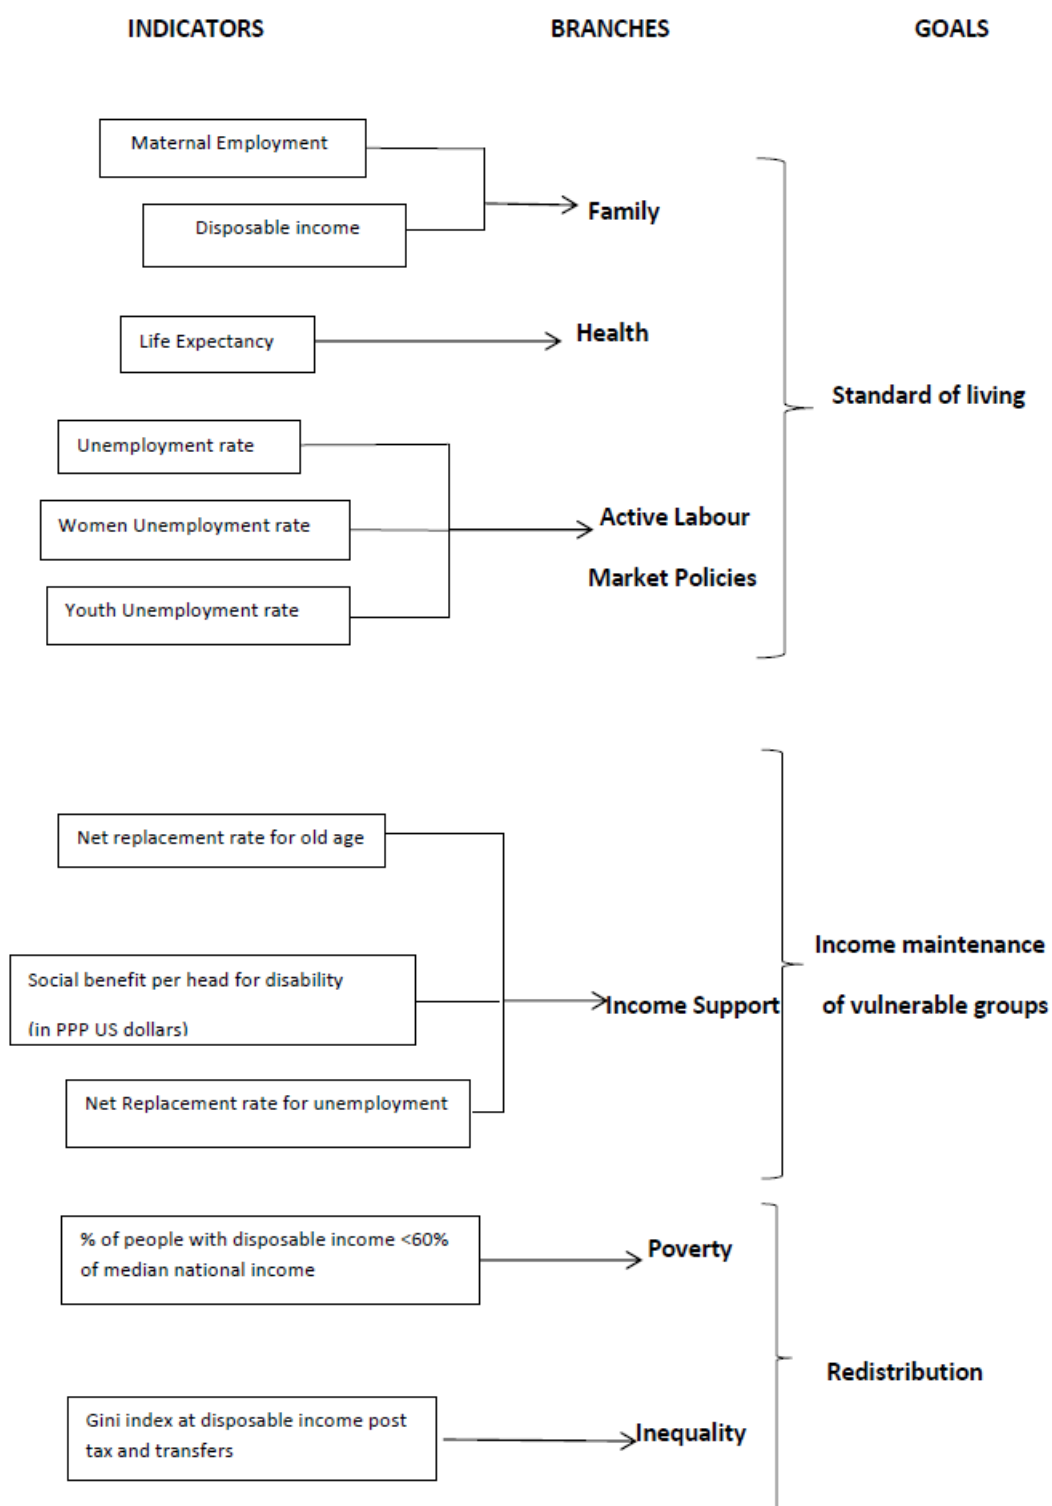 INDICATORS BRANCHES GOALS
Maternal Employment
Disposable income
Family
Life Expectancy
Health
Standard of living
Unemployment rate
Women Unemployment rate
Youth Unemployment rate
Active Labour
Market Policies
Net replacement rate for old age
Social benefit per head for disability
(in PPP US dollars)
Net Replacement rate for unemployment
Income Support
Income maintenance
of vulnerable groups
% of people with disposable income <60%
of median national income
Poverty
Redistribution
Gini index at disposable income post
tax and transfers
Inequality